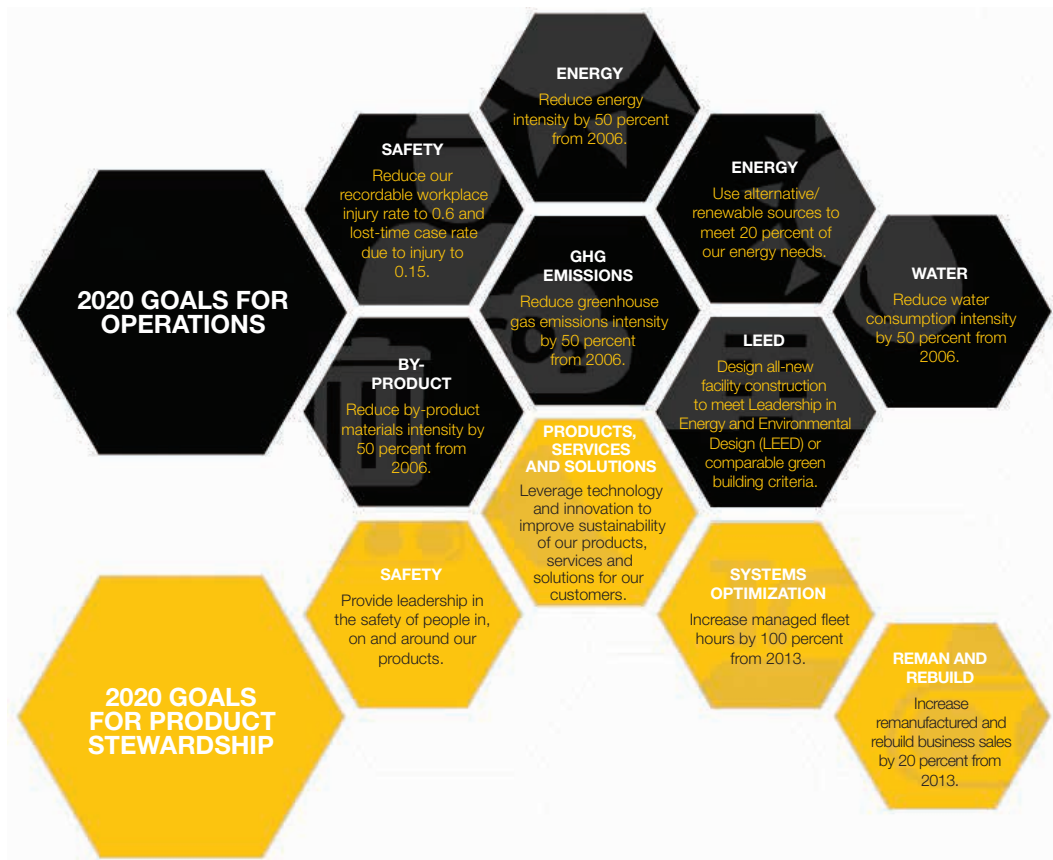 2020 GOALS FOR
OPERATIONS
SAFETY
Reduce our
recordable workplace
injury rate to 0.6 and
lost-time case rate
due to injury to
0.15.
ENERGY
Reduce energy
intensity by 50 percent
from 2006.
ENERGY
Use alternative/
renewable sources to
meet 20 percent of
our energy needs.
GHG
EMISSIONS
Reduce greenhouse
gas emissions intensity
by 50 percent
from 2006.
WATER
Reduce water
consumption intensity
by 50 percent from
2006.
BY-
PRODUCT
Reduce by-product
materials intensity by
50 percent from
2006.
LEED
Design all-new
facility construction
to meet Leadership in
Energy and Environmental
Design (LEED) or
comparable green
building criteria.
2020 GOALS
FOR PRODUCT
STEWARDSHIP
SAFETY
Provide leadership in
the safety of people in,
on and around our
products.
PRODUCTS,
SERVICES
AND SOLUTIONS
Leverage technology
and innovation to
improve sustainability
of our products,
services and
solutions for our
customers.
SYSTEMS
OPTIMIZATION
Increase managed fleet
hours by 100 percent
from 2013.
REMAN AND
REBUILD
Increase
remanufactured and
rebuild business sales
by 20 percent from
2013.